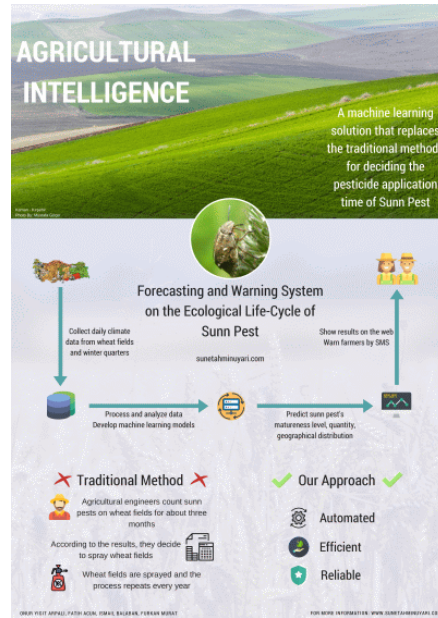 AGRICULTURAL
INTELLIGENCE
A machine learning
solution that replaces
the traditional method
for deciding the
pesticide application
time of Sunn Pest
Forecasting and Warning System
on the Ecological Life-Cycle of
Sunn Pest
sunetahminuyari.com
Collect daily climate
data from wheat fields
and winter quarters
Show results on the web
Warn farmers by SMS
Process and analyze data
Develop machine learning models
Predict sunn pest's
matureness level, quantity,
geographical distribution
Traditional Method
Agricultural engineers count sunn
pests on wheat fields for about three
months
According to the results, they decide
to spray wheat fields
Wheat fields are sprayed and the
process repeats every year
Our Approach
Automated
Efficient
Reliable
ONUR YIGIT ARPALI, FATIH ACUN, ISMAIL BALABAN, FURKAN MURAT
FOR MORE INFORMATION: WWW.SUNETAHMINUYARI.CO